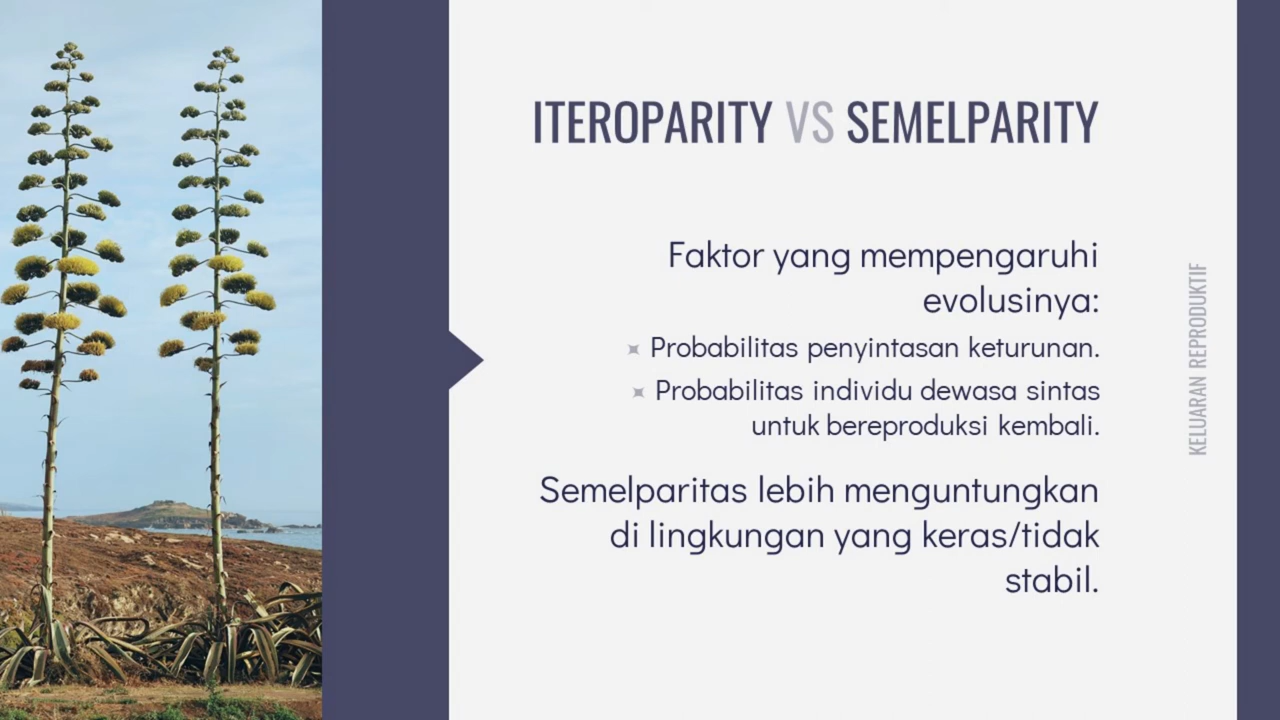 ITEROPARITY VS SEMELPARITY
Faktor yang mempengaruhi
evolusinya:
Probabilitas penyintasan keturunan.
Probabilitas individu dewasa sintas
untuk bereproduksi kembali.
Semelparitas lebih menguntungkan
di lingkungan yang keras/tidak
stabil.
KELUARAN REPRODUKTIF